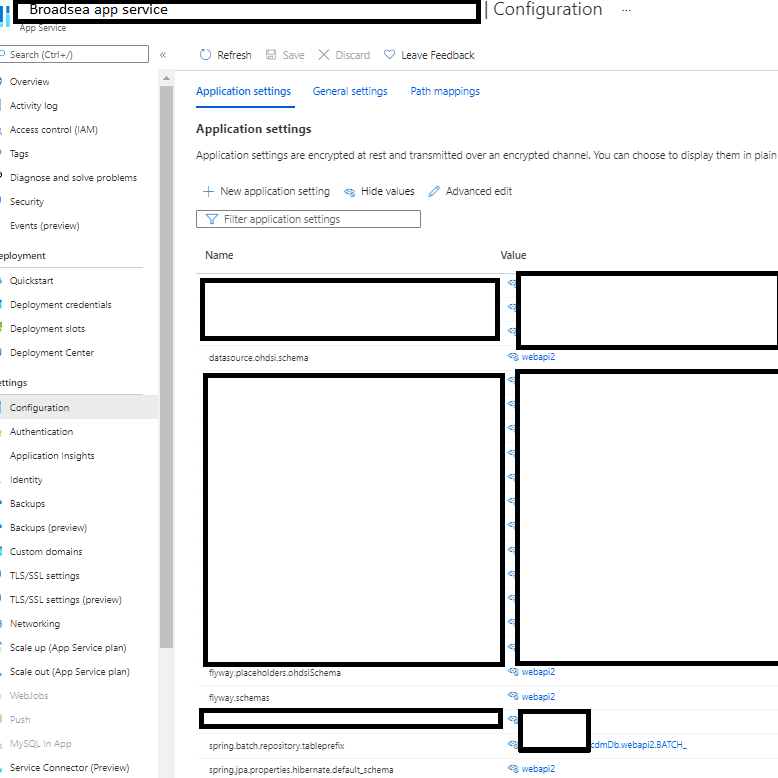 Broadsea app service
| Configuration ...
App Service
Search (Ctrl+/)
«
Refresh Save Discard Leave Feedback
Overview
Activity log
Access control (IAM)
Tags
Diagnose and solve problems
Security
Events (preview)
eployment
Quickstart
Deployment credentials
Deployment slots
Deployment Center
ettings
Configuration
Authentication
Application Insights
Identity
Backups
Backups (preview)
Custom domains
TLS/SSL settings
TLS/SSL settings (preview)
Networking
Scale up (App Service plan)
Scale out (App Service plan)
WebJobs
Push
MySQL In App
Service Connector (Preview)
Application settings General settings Path mappings
Application settings
Application settings are encrypted at rest and transmitted over an encrypted channel. You can choose to display them in plain
New application setting Hide values Advanced edit
Filter application settings
Name Value
datasource.ohdsi.schema webapi2
flyway.placeholders.ohdsiSchema webapi2
flyway.schemas webapi2
spring.batch.repository.tableprefix cdmDb.webapi2.BATCH_
spring.jpa.properties.hibernate.default_schema webapi2